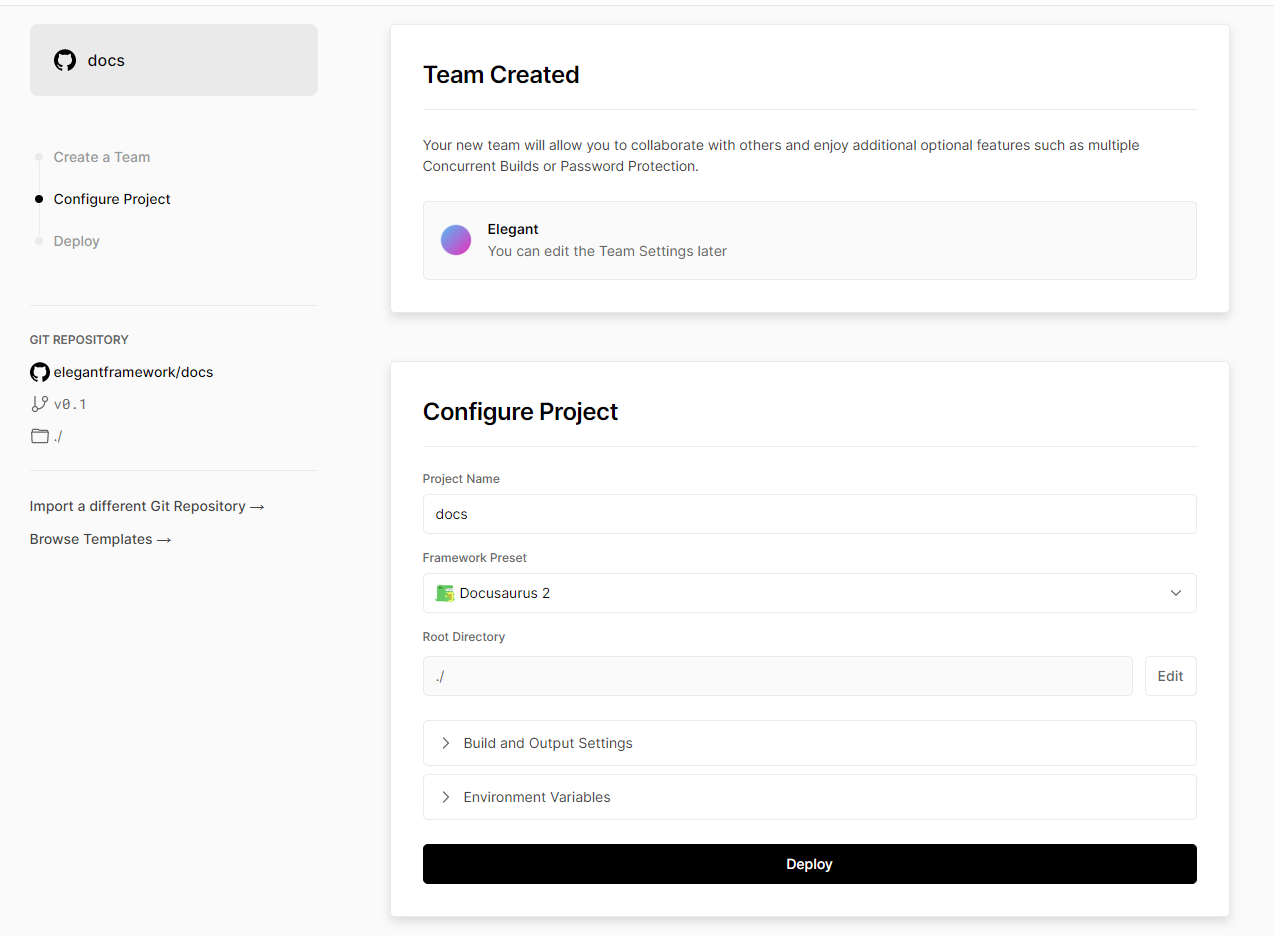 docs
Create a Team
Configure Project
Deploy
GIT REPOSITORY
elegantframework/docs
v0.1
./
Import a different Git Repository →
Browse Templates →
Team Created
Your new team will allow you to collaborate with others and enjoy additional optional features such as multiple
Concurrent Builds or Password Protection.
Elegant
You can edit the Team Settings later
Configure Project
Project Name
docs
Framework Preset
Docusaurus 2
Root Directory
./
Edit
Build and Output Settings
Environment Variables
Deploy